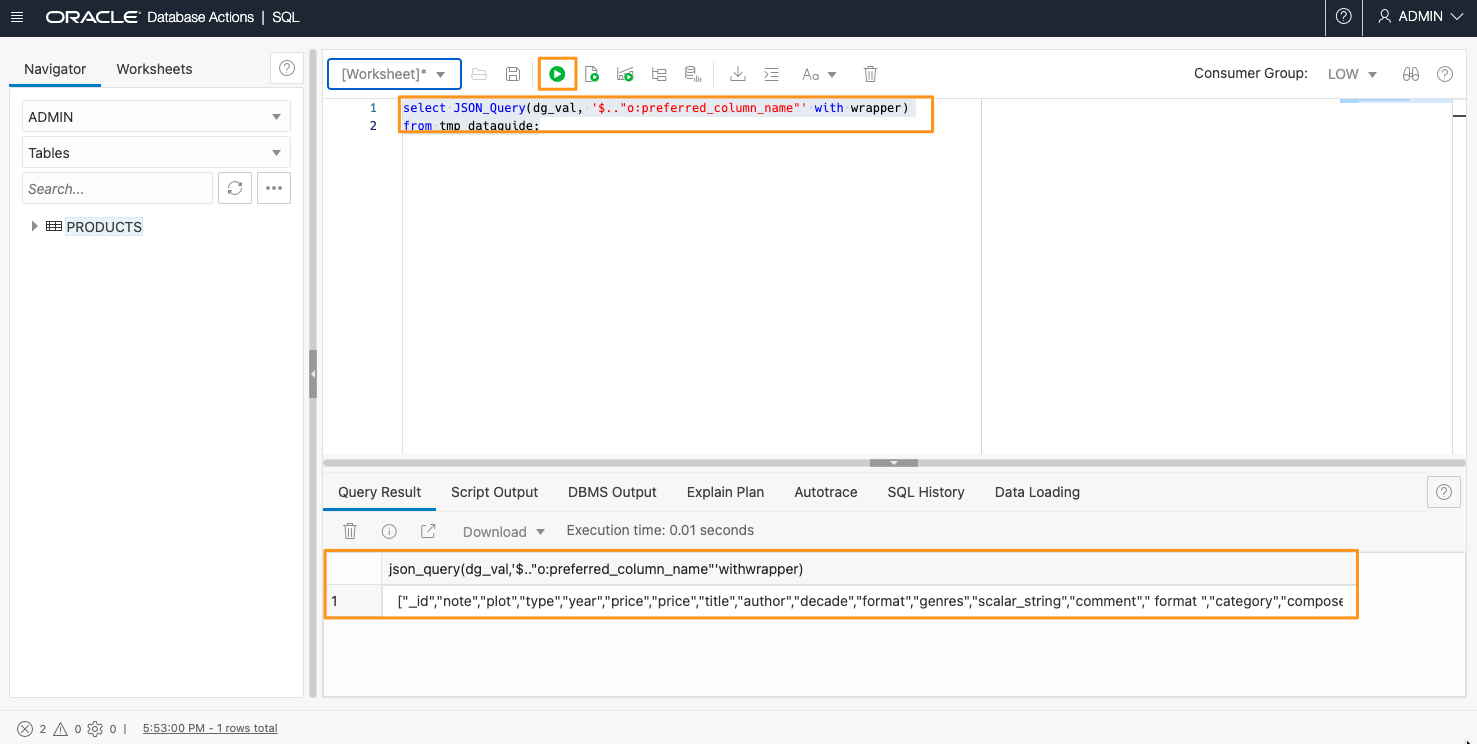 ORACLE Database Actions | SQL
ADMIN
Navigator
Worksheets
ADMIN
Tables
Search...
PRODUCTS
[Worksheet]*
Aa
Consumer Group: LOW
1 select JSON_Query(dg_val, '$.."o:preferred_column_name"' with wrapper)
2 from tmp_dataguide;
Query Result
Script Output
DBMS Output
Explain Plan
Autotrace
SQL History
Data Loading
Download
Execution time: 0.01 seconds
json_query(dg_val,'$.."o:preferred_column_name"'withwrapper)
1 ["_id","note","plot","type","year","price","price","title","author","decade","format","genres","scalar_string","comment"," format ","category","compose
2 0 0 | 5:53:00 PM - 1 rows total